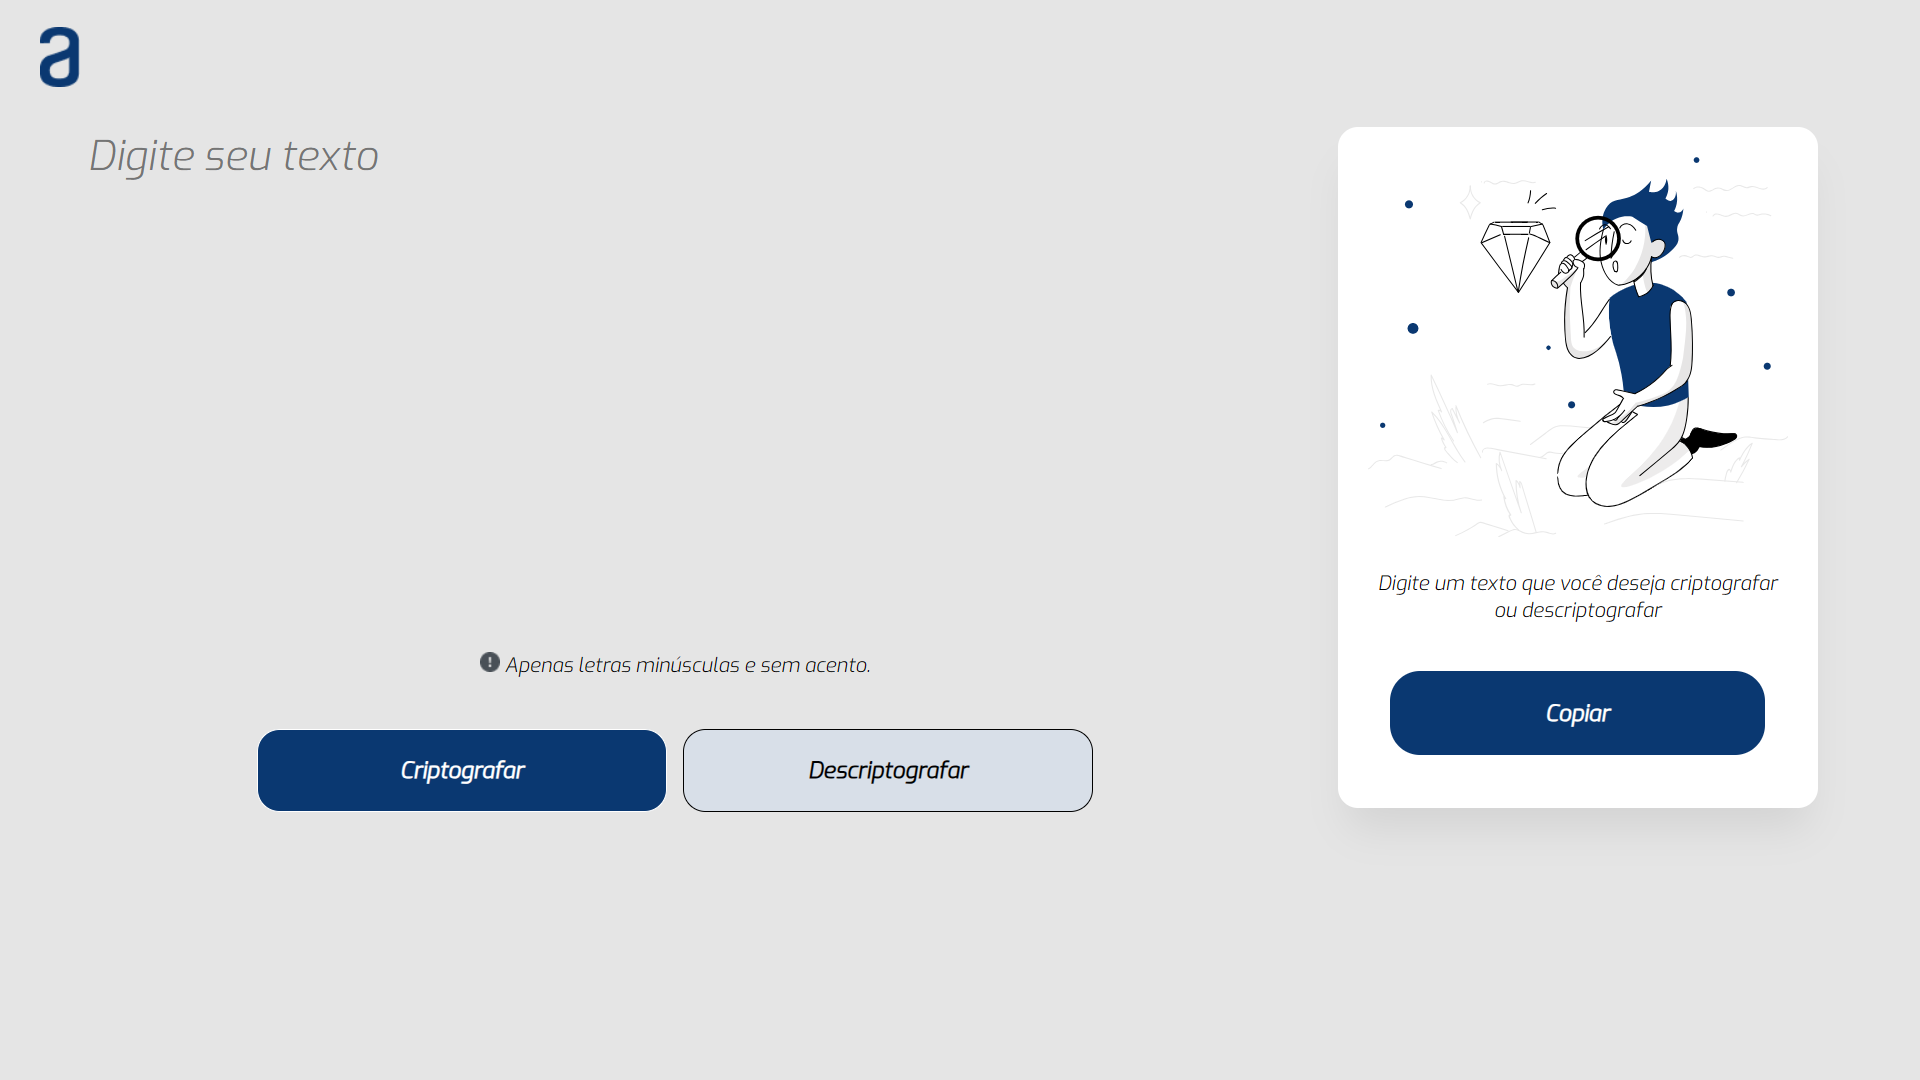 a
Digite seu texto
Apenas letras minúsculas e sem acento.
Criptografar
Descriptografar
Digite um texto que você deseja criptografar
ou descriptografar
Copiar